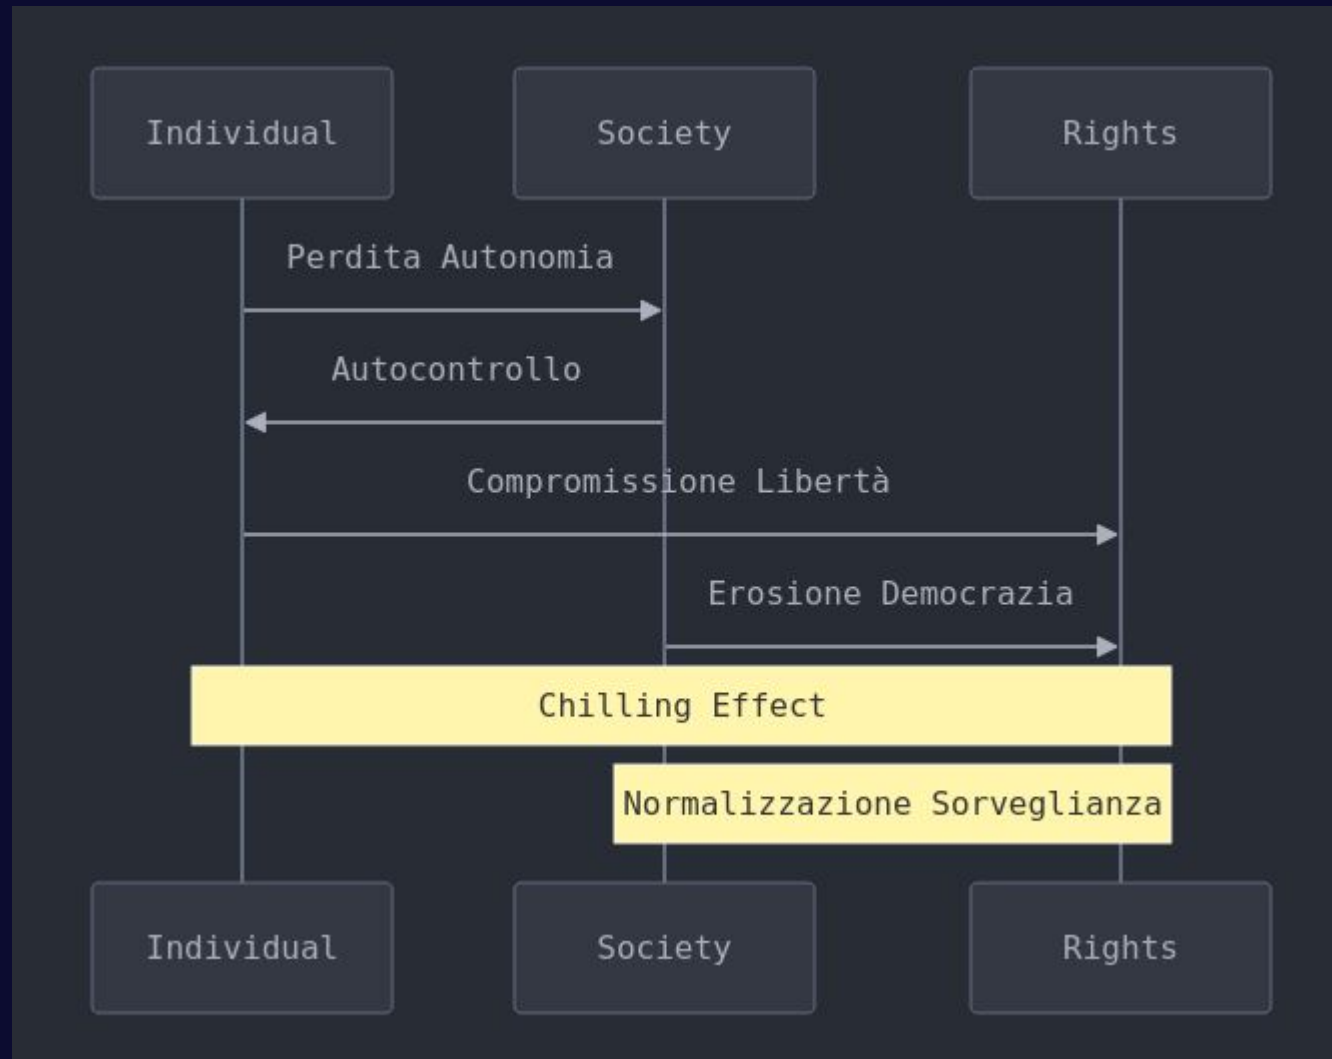 Individual
Society
Rights
Perdita Autonomia
Autocontrollo
Compromissione Libertà
Erosione Democrazia
Chilling Effect
Normalizzazione Sorveglianza
Individual
Society
Rights